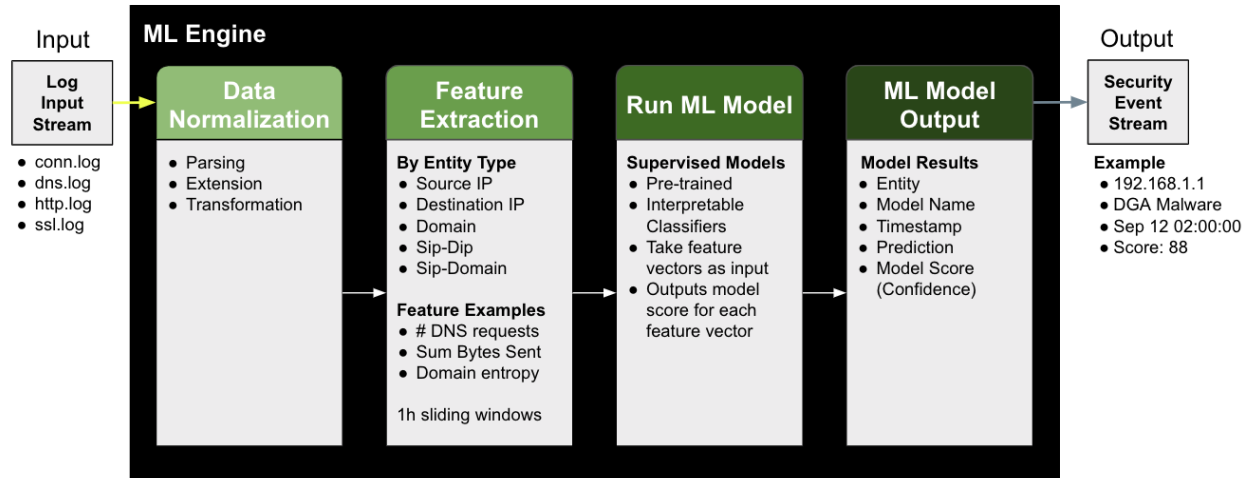 Input
Log
Input
Stream
● conn.log
● dns.log
● http.log
● ssl.log
ML Engine
Data
Normalization
● Parsing
● Extension
● Transformation
Feature
Extraction
By Entity Type
● Source IP
● Destination IP
● Domain
● Sip-Dip
● Sip-Domain
Feature Examples
● # DNS requests
● Sum Bytes Sent
● Domain entropy
1h sliding windows
Run ML Model
Supervised Models
● Pre-trained
● Interpretable
Classifiers
● Take feature
vectors as input
● Outputs model
score for each
feature vector
ML Model
Output
Model Results
● Entity
● Model Name
● Timestamp
● Prediction
● Model Score
(Confidence)
Output
Security
Event
Stream
Example
● 192.168.1.1
● DGA Malware
● Sep 12 02:00:00
● Score: 88